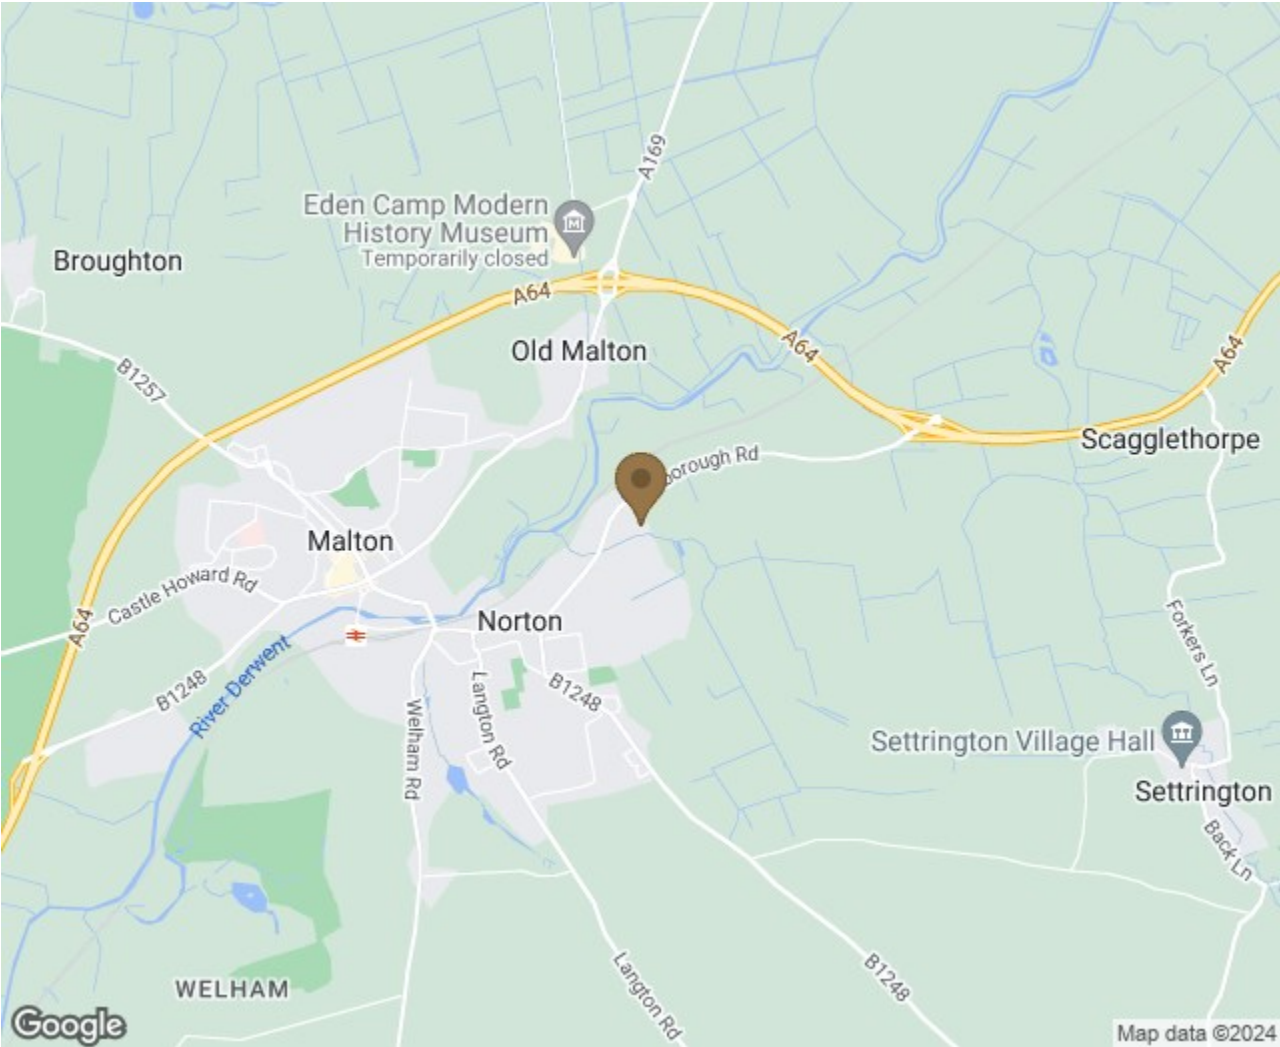 A169
Eden Camp Modern
History Museum
Temporarily closed
Broughton
A64
Old Malton
A64
A64
B1257
Scagglethorpe
borough Rd
Malton
Castle Howard Rd
A64
Norton
Forkers Ln
River Derwent
B1248
B1248
Langton Rd
Welham Rd
Settrington Village Hall
Settrington
Back Ln
WELHAM
Langton Rd
B1248
Google
Map data ©2024